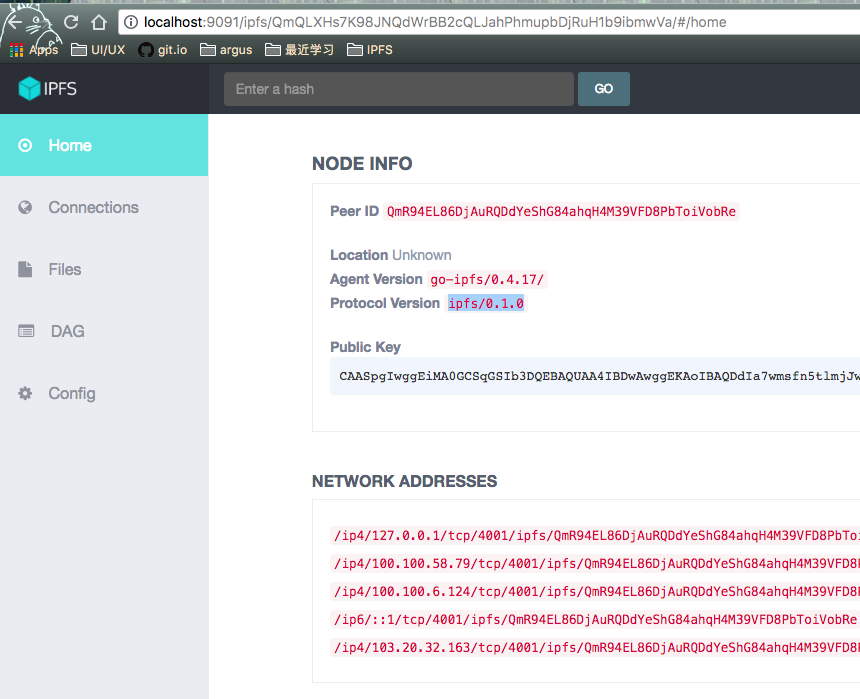 localhost:9091/ipfs/QmQLXHs7K98JNQdWrBB2cQLJahPhmupbDjRuH1b9ibmwVa/#/home
Apps UI/UX git.io argus 最近学习 IPFS
IPFS Enter a hash GO
Home
Connections
Files
DAG
Config
NODE INFO
Peer ID QmR94EL86DjAuRQDdYeShG84ahqH4M39VFD8PbToiVobRe
Location Unknown
Agent Version go-ipfs/0.4.17/
Protocol Version ipfs/0.1.0
Public Key
CAASpgIwggEiMA0GCSqGSIb3DQEBAQUAA4IBDwAwggEKAoIBAQDdIa7wmsfn5tlmjJw
NETWORK ADDRESSES
/ip4/127.0.0.1/tcp/4001/ipfs/QmR94EL86DjAuRQDdYeShG84ahqH4M39VFD8PbToi
/ip4/100.100.58.79/tcp/4001/ipfs/QmR94EL86DjAuRQDdYeShG84ahqH4M39VFD8P
/ip4/100.100.6.124/tcp/4001/ipfs/QmR94EL86DjAuRQDdYeShG84ahqH4M39VFD8P
/ip6/::1/tcp/4001/ipfs/QmR94EL86DjAuRQDdYeShG84ahqH4M39VFD8PbToiVobRe
/ip4/103.20.32.163/tcp/4001/ipfs/QmR94EL86DjAuRQDdYeShG84ahqH4M39VFD8P